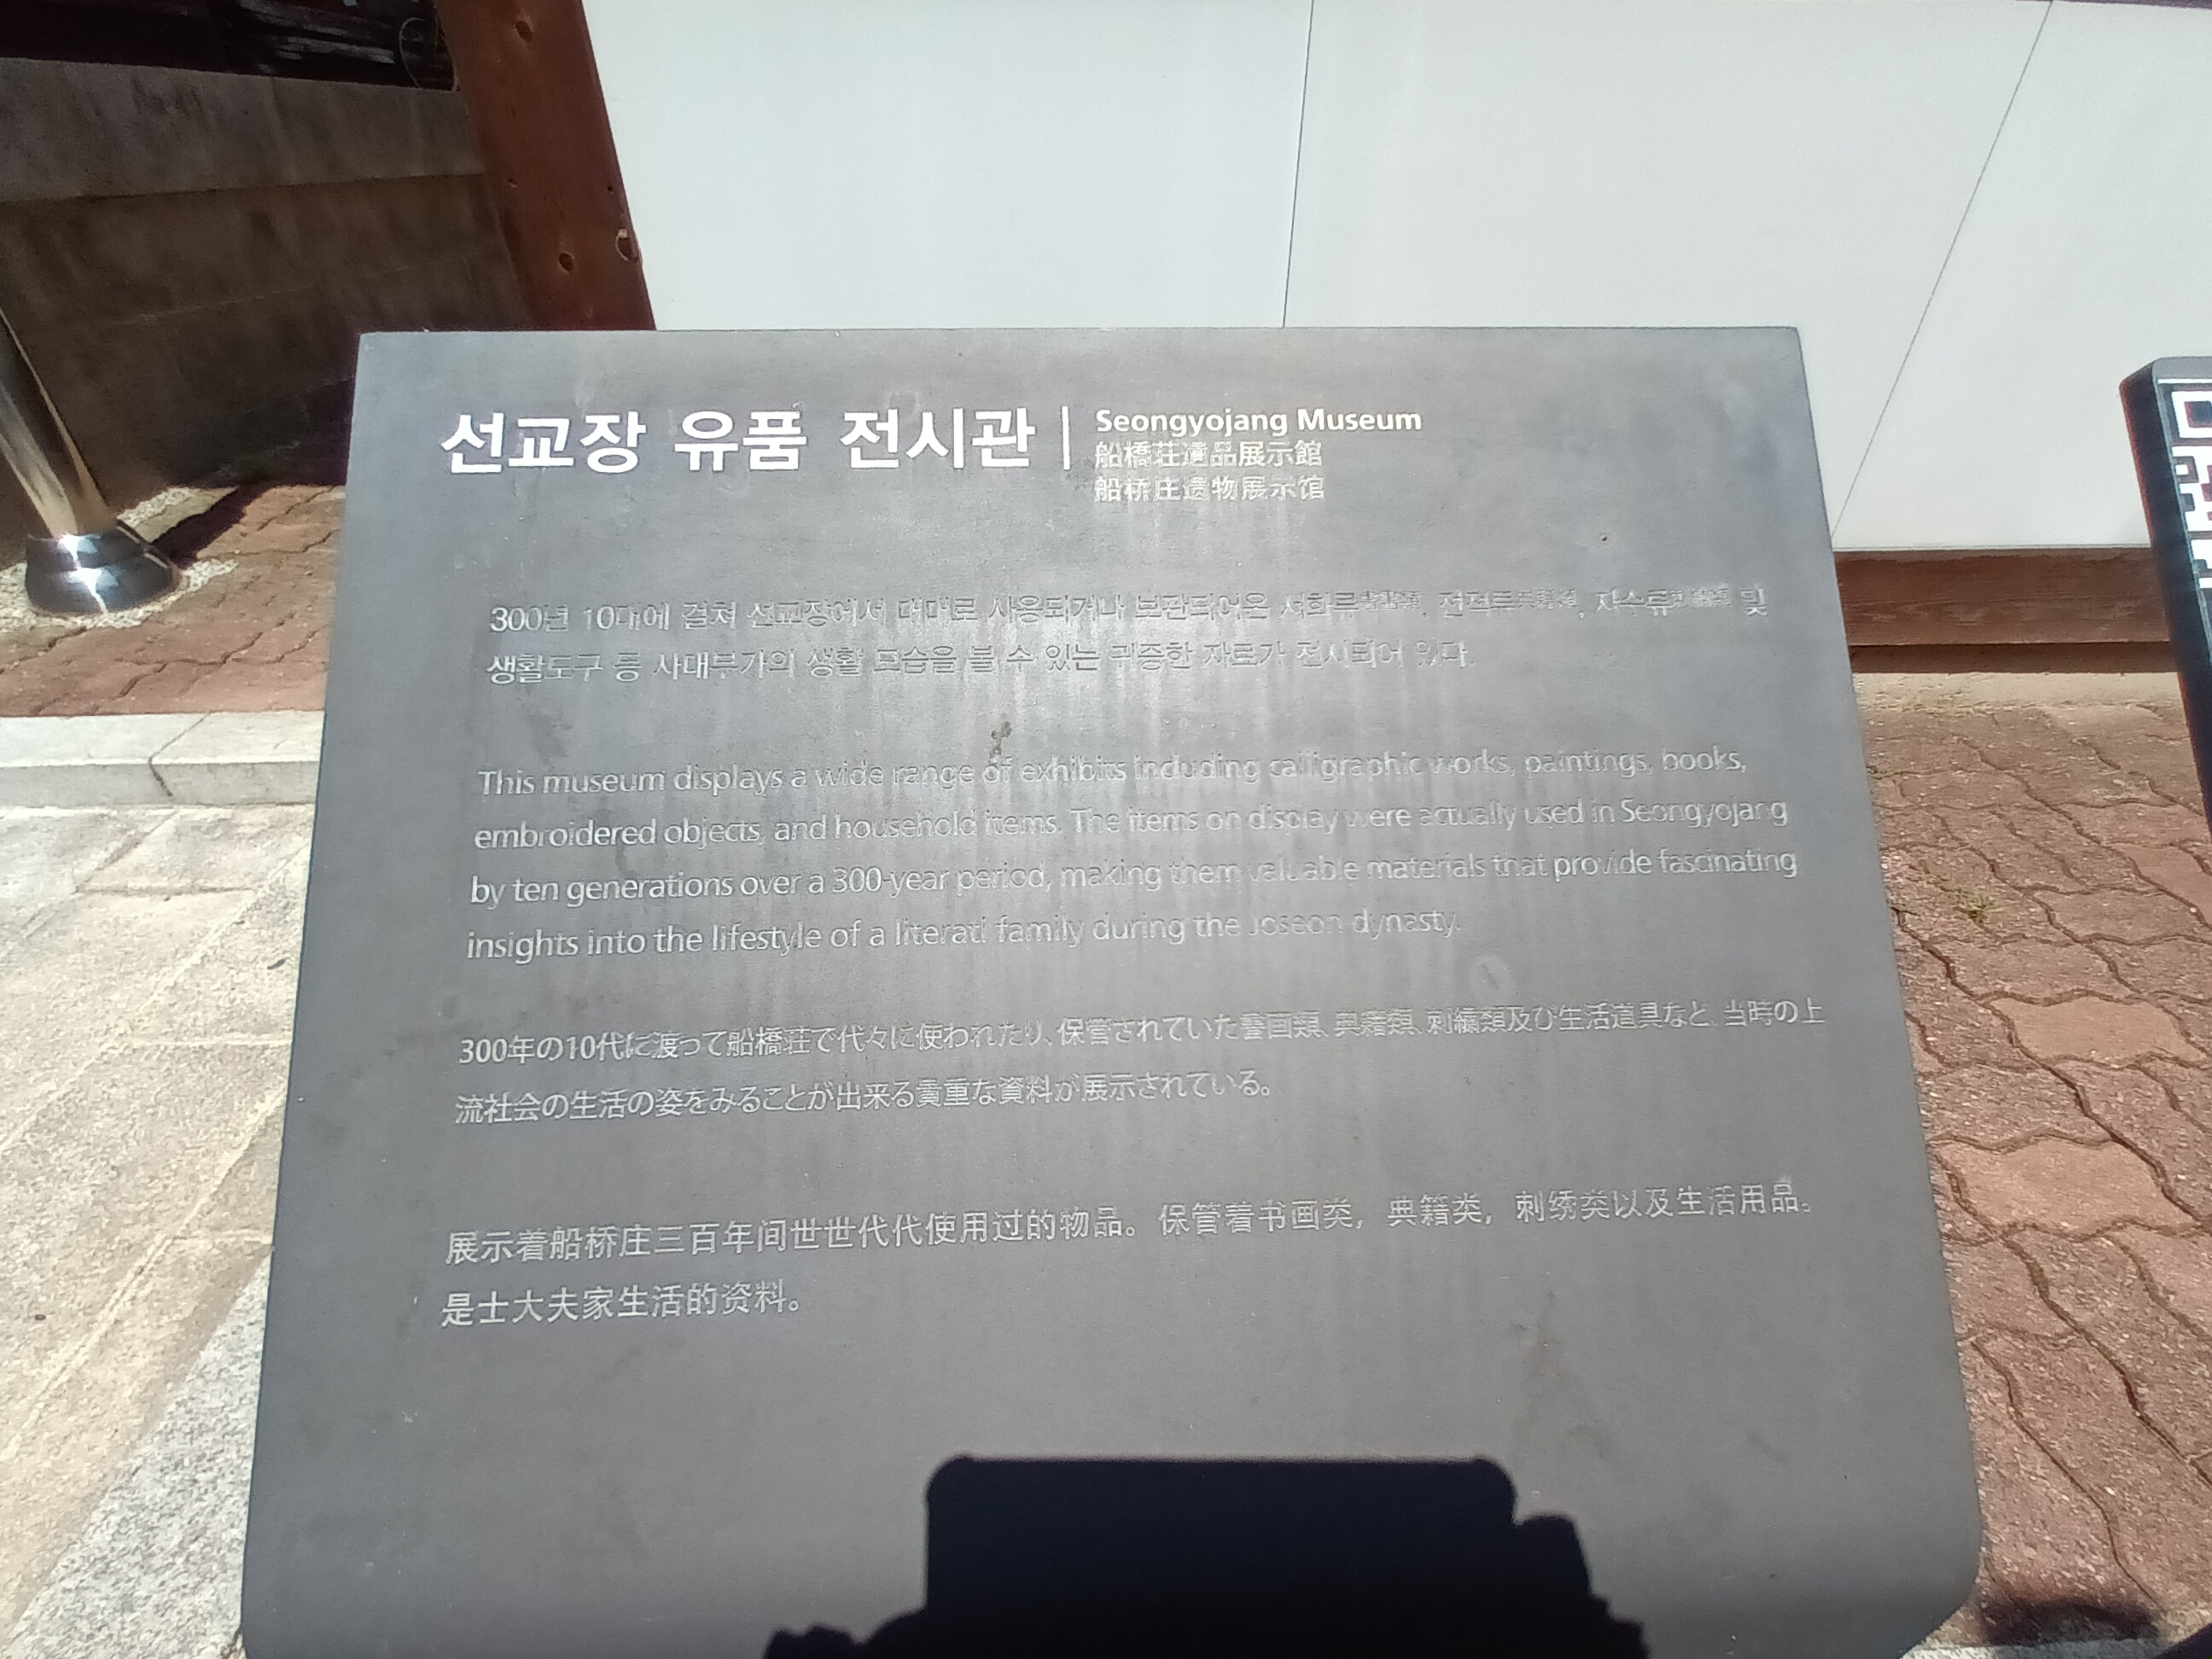 선교장 유품 전시관
Seongyojang Museum
船橋荘遺品展示館
船桥庄遗物展示馆
300년 10대에 걸쳐 선교장에서 대대로 사용되거나 보관되어온 서화류, 전적류, 자수류 및
생활도구 등 사대부가의 생활 모습을 볼 수 있는 귀중한 자료가 전시되어 있다.
This museum displays a wide range of exhibits including calligraphic works, paintings, books,
embroidered objects, and household items. The items on display were actually used in Seongyojang
by ten generations over a 300-year period, making them valuable materials that provide fascinating
insights into the lifestyle of a literati family during the Joseon dynasty.
300年の10代に渡って船橋荘で代々に使われたり、保管されていた書画類、典籍類、刺繍類及び生活道具など、当時の上
流社会の生活の姿をみることが出来る貴重な資料が展示されている。
展示着船桥庄三百年间世世代代使用过的物品。保管着书画类，典籍类，刺绣类以及生活用品。
是士大夫家生活的资料。